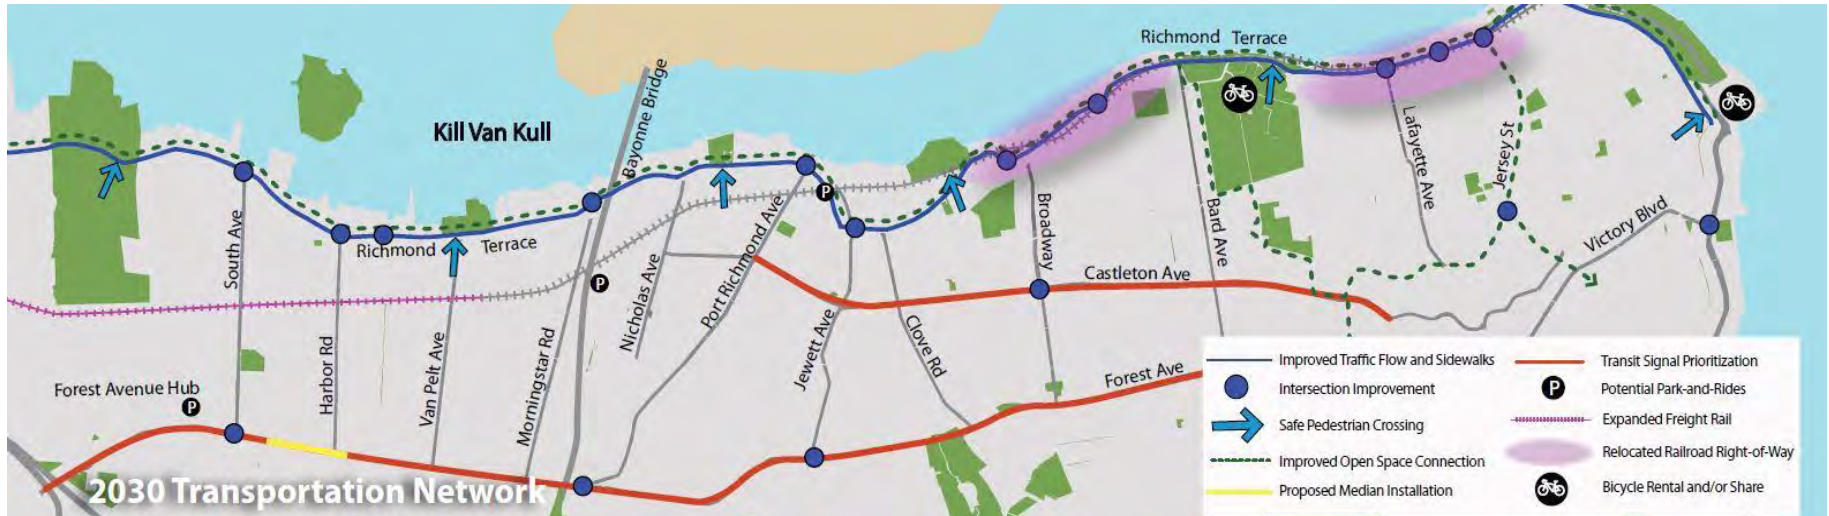 Richmond Terrace
Kill Van Kull
Bayonne Bridge
Lafayette Ave
Jersey St
South Ave
Richmond Terrace
Port Richmond Ave
Broadway
Bard Ave
Victory Blvd
Castleton Ave
Nicholas Ave
Harbor Rd
Van Pelt Ave
Morningstar Rd
P
P
Jewett Ave
Clove Rd
Forest Ave
Forest Avenue Hub
P
2030 Transportation Network
Improved Traffic Flow and Sidewalks
Intersection Improvement
Safe Pedestrian Crossing
Improved Open Space Connection
Proposed Median Installation
Transit Signal Prioritization
P
Potential Park-and-Rides
Expanded Freight Rail
Relocated Railroad Right-of-Way
Bicycle Rental and/or Share